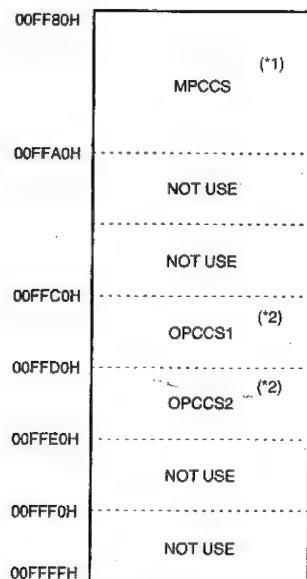 00FF80H
(*1)
MPCCS
00FFA0H
NOT USE
NOT USE
00FFC0H
(*2)
OPCCS1
00FFD0H
(*2)
OPCCS2
00FFE0H
NOT USE
00FFF0H
NOT USE
00FFFFH